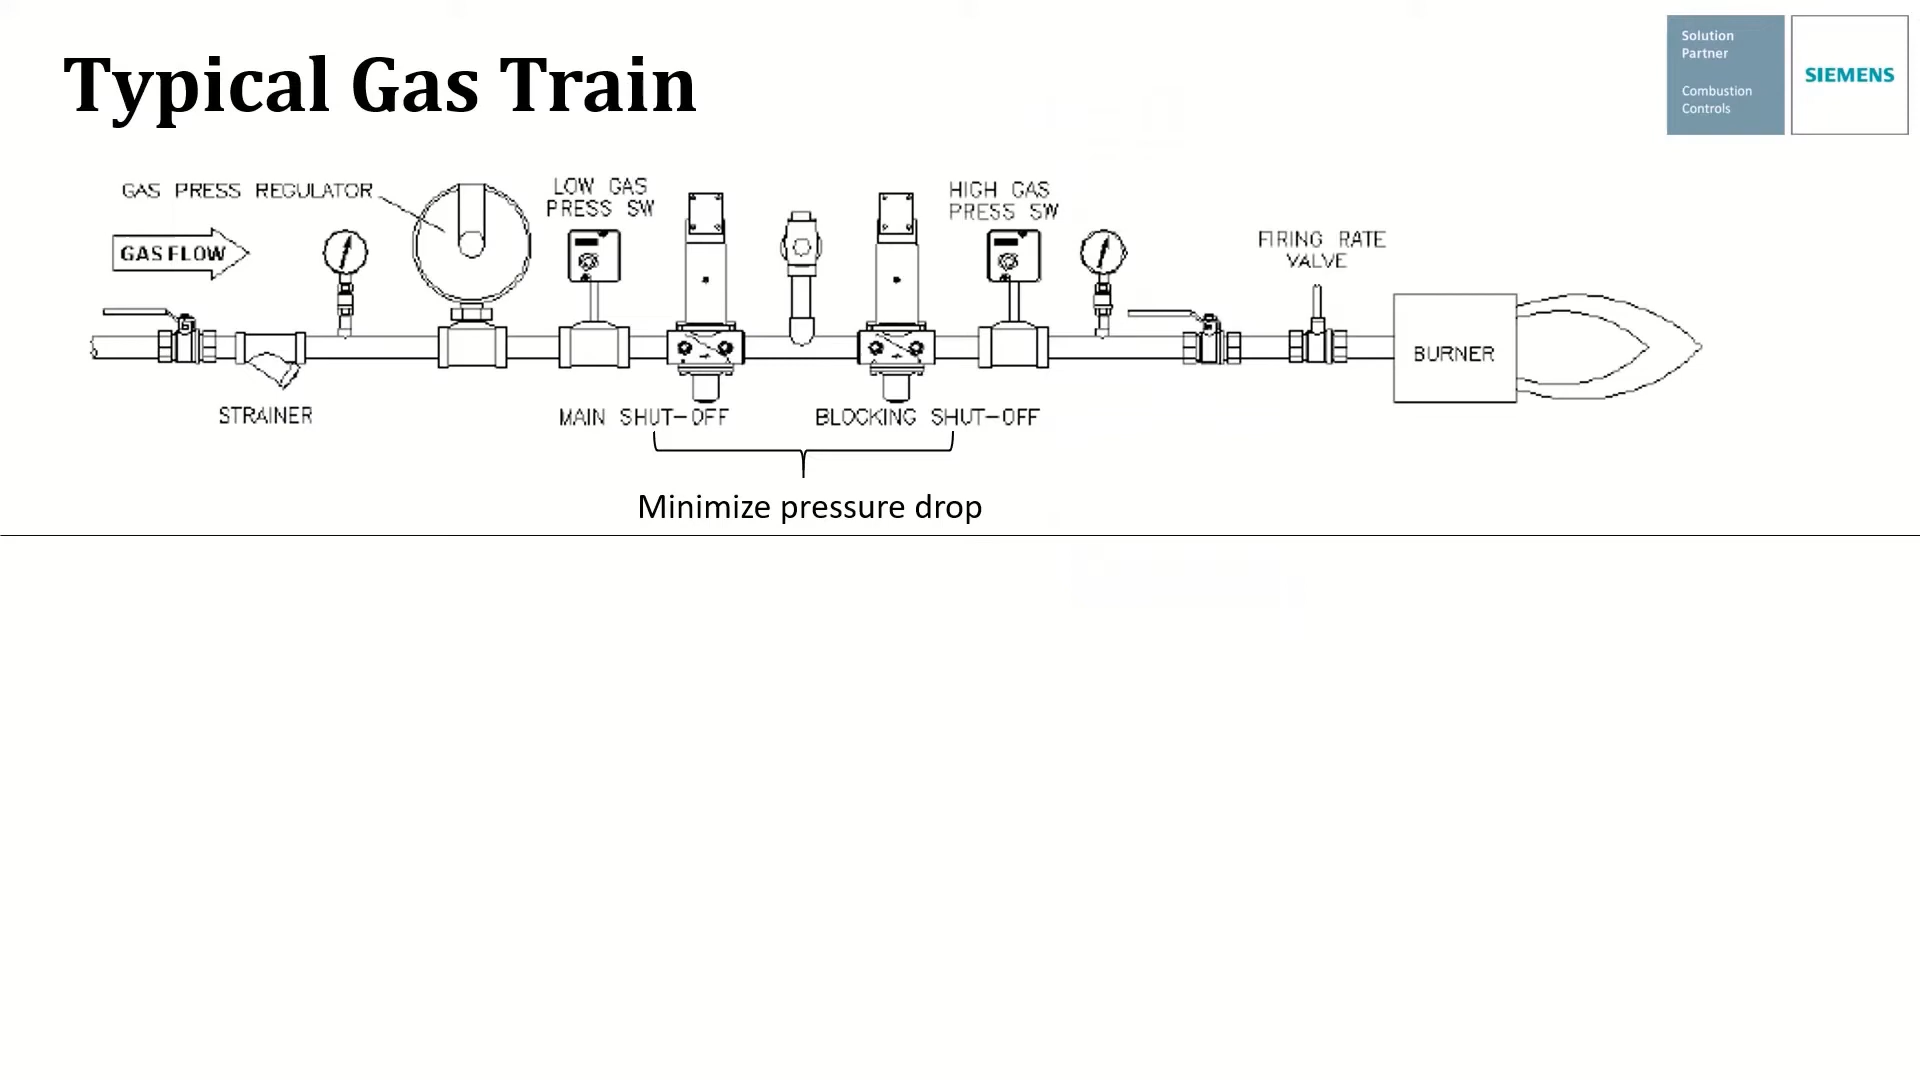 Typical Gas Train
Solution
Partner
Combustion
Controls
SIEMENS
GAS PRESS REGULATOR
LOW GAS
PRESS SW
HIGH GAS
PRESS SW
GAS FLOW
FIRING RATE
VALVE
BURNER
STRAINER
MAIN SHUT-OFF
BLOCKING SHUT-OFF
Minimize pressure drop